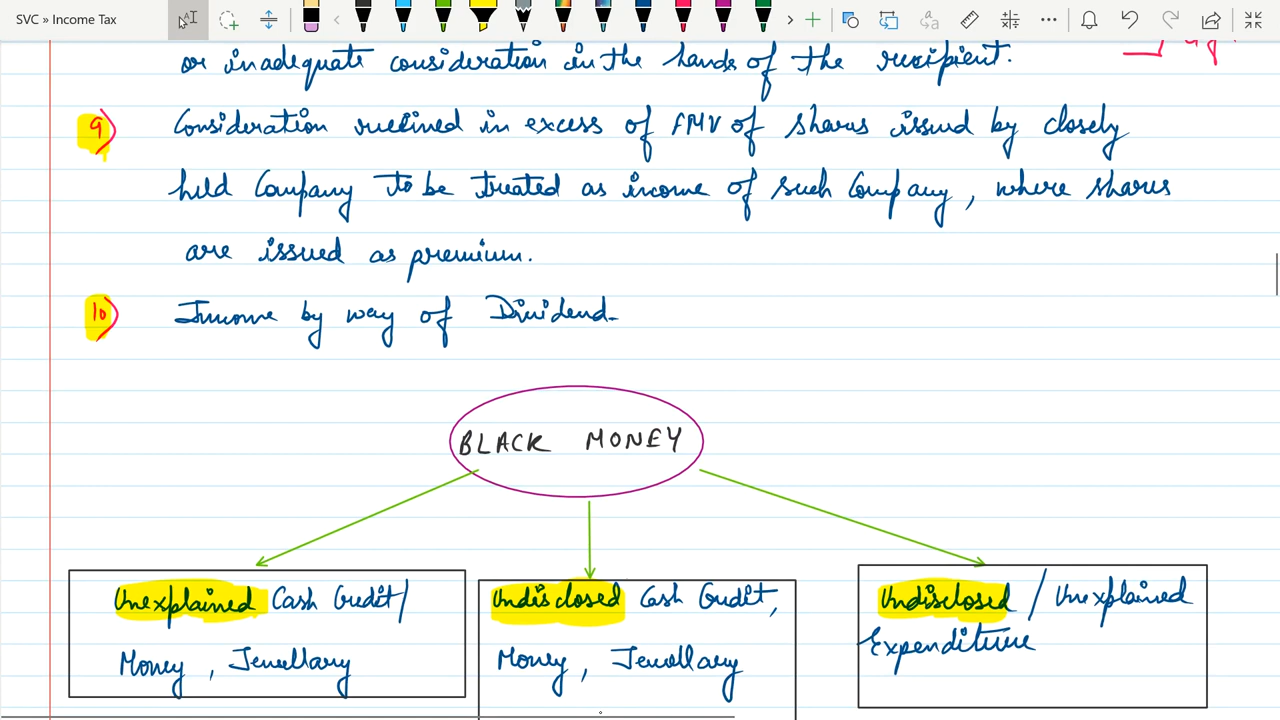 SVC » Income Tax
or inadequate consideration in the hands of the recipient.
9) Consideration received in excess of FMV of shares issued by closely
held Company to be treated as income of such Company, where shares
are issued as premium.
10) Income by way of Dividend.
BLACK MONEY
Unexplained Cash Credit/
Money, Jewellary
Undisclosed Cash Credit,
Money, Jewellary
Undisclosed / Unexplained
Expenditure